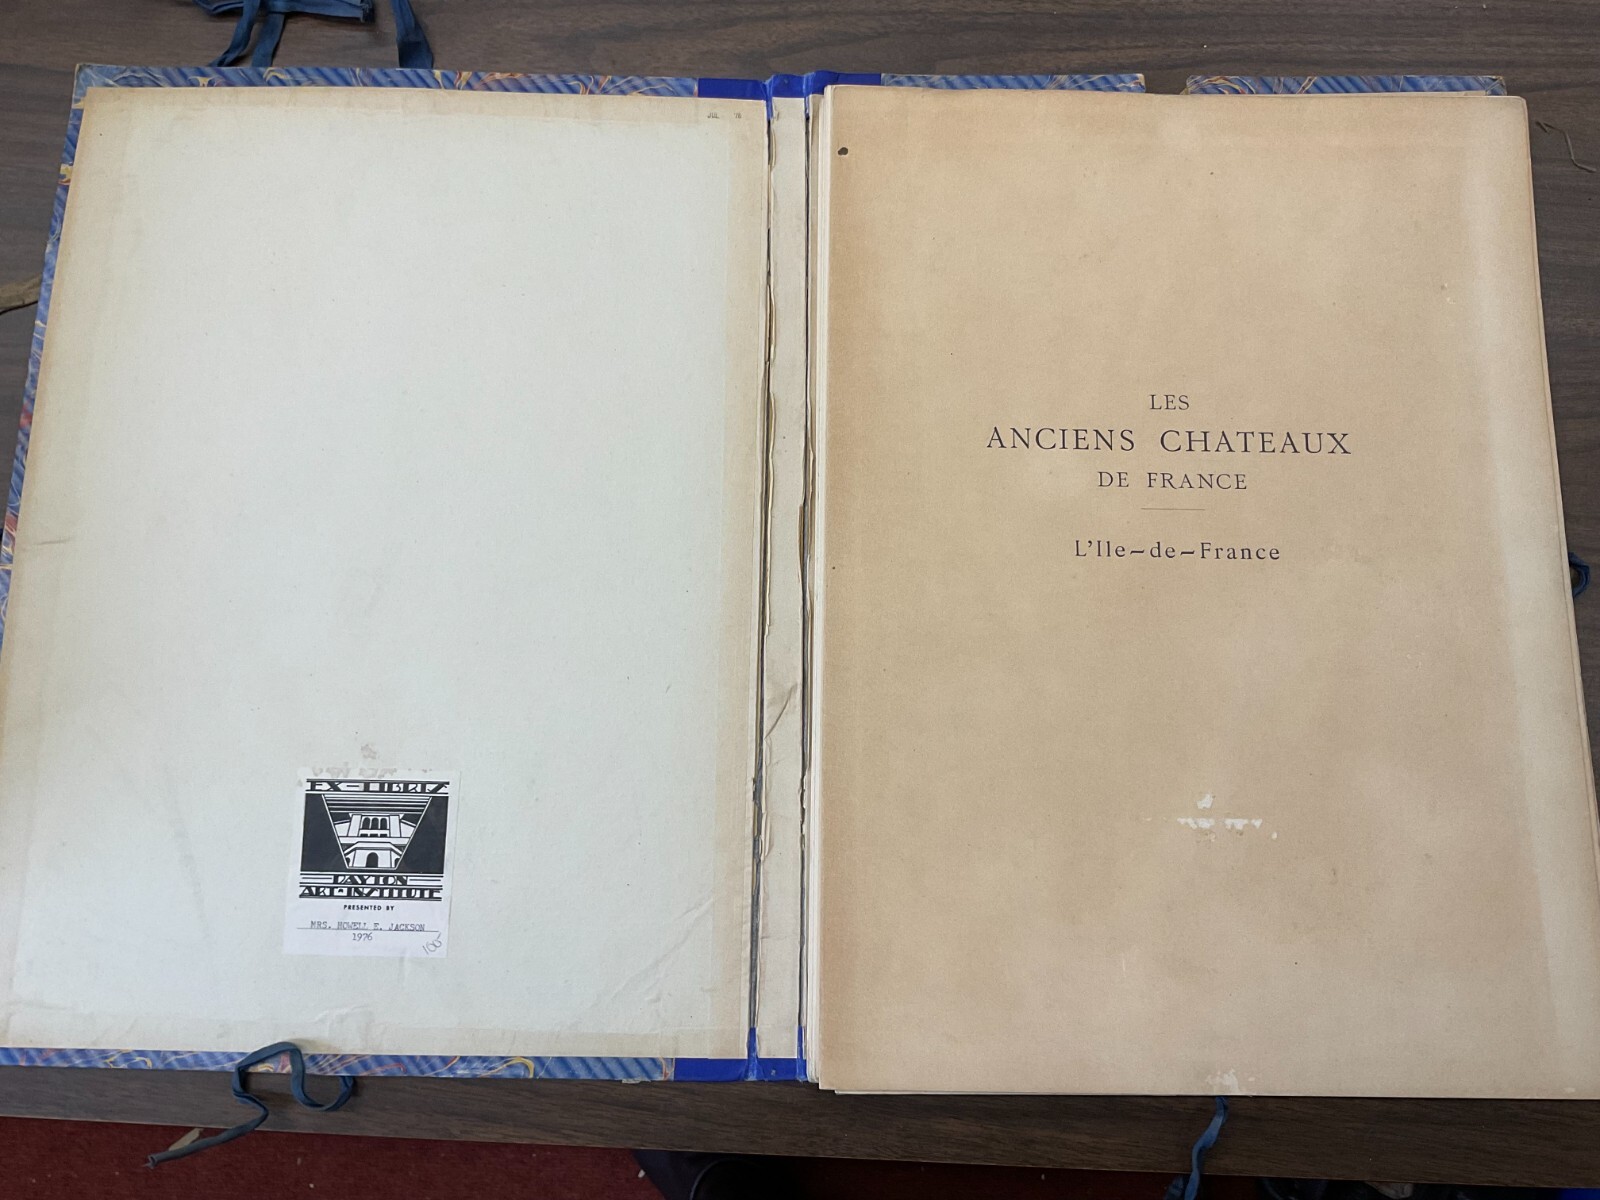 JUL 76
EX-LIBRIS
DAYTON
ART INSTITUTE
PRESENTED BY
MRS. HOWELL E. JACKSON
1976
100-
LES
ANCIENS CHATEAUX
DE FRANCE
L'Ile-de-France